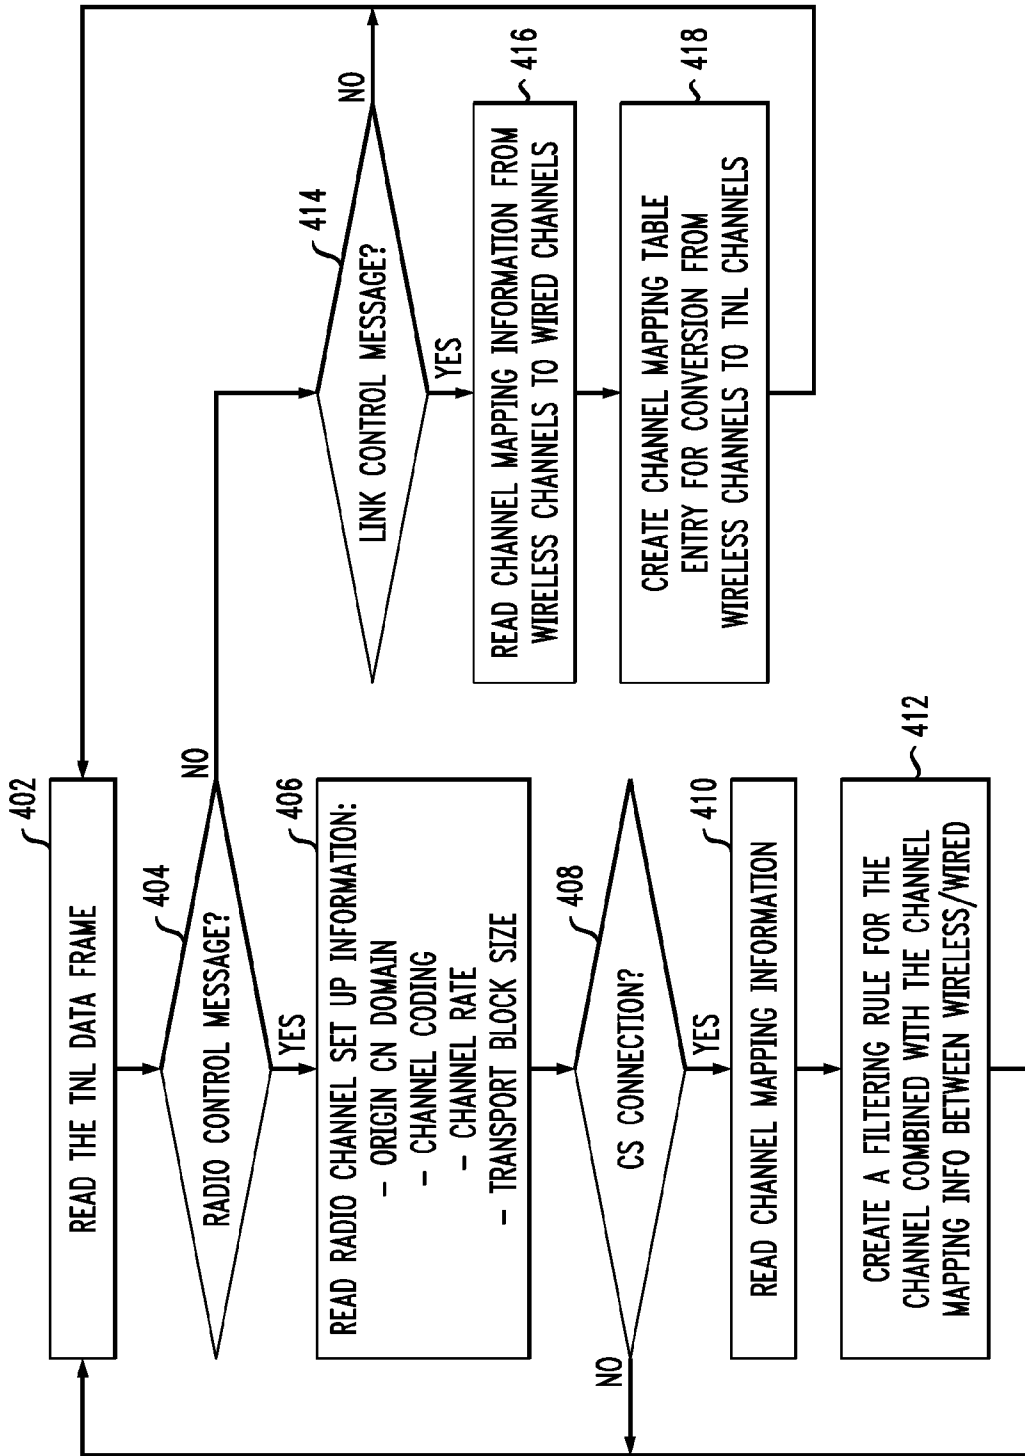 402
READ THE TNL DATA FRAME
404
RADIO CONTROL MESSAGE?
NO
YES
406
READ RADIO CHANNEL SET UP INFORMATION:
- ORIGIN CN DOMAIN
- CHANNEL CODING
- CHANNEL RATE
- TRANSPORT BLOCK SIZE
408
CS CONNECTION?
NO
YES
410
READ CHANNEL MAPPING INFORMATION
412
CREATE A FILTERING RULE FOR THE
CHANNEL COMBINED WITH THE CHANNEL
MAPPING INFO BETWEEN WIRELESS/WIRED
414
LINK CONTROL MESSAGE?
NO
YES
416
READ CHANNEL MAPPING INFORMATION FROM
WIRELESS CHANNELS TO WIRED CHANNELS
418
CREATE CHANNEL MAPPING TABLE
ENTRY FOR CONVERSION FROM
WIRELESS CHANNELS TO TNL CHANNELS